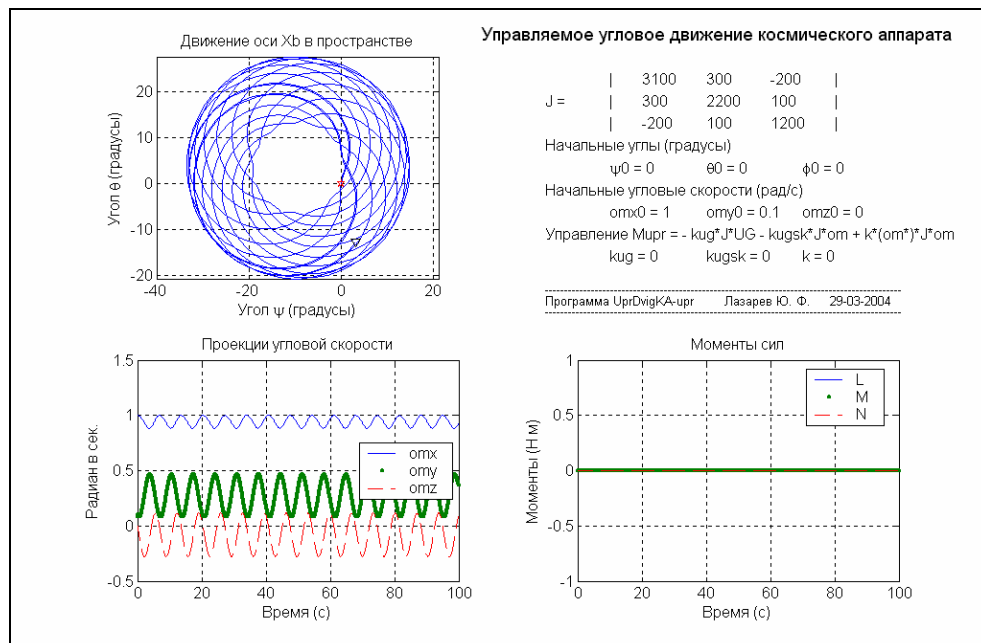 Управляемое угловое движение космического аппарата
Движение оси Xb в пространстве
Угол θ (градусы)
20
10
0
-10
-20
-40
-20
0
20
Угол ψ (градусы)
| 3100 300 -200 |
J = | 300 2200 100 |
| -200 100 1200 |
Начальные углы (градусы)
ψ0 = 0 θ0 = 0 ϕ0 = 0
Начальные угловые скорости (рад/с)
omx0 = 1 omy0 = 0.1 omz0 = 0
Управление Mupr = - kug*J*UG - kugsk*J*om + k*(om*)*J*om
kug = 0 kugsk = 0 k = 0
Программа UprDvigKA-upr Лазарев Ю. Ф. 29-03-2004
Проекции угловой скорости
Радиан в сек.
1.5
1
0.5
0
-0.5
omx
omy
omz
0
20
40
60
80
100
Время (с)
Моменты сил
Моменты (Н м)
1
0.5
0
-0.5
-1
L
M
N
0
20
40
60
80
100
Время (с)